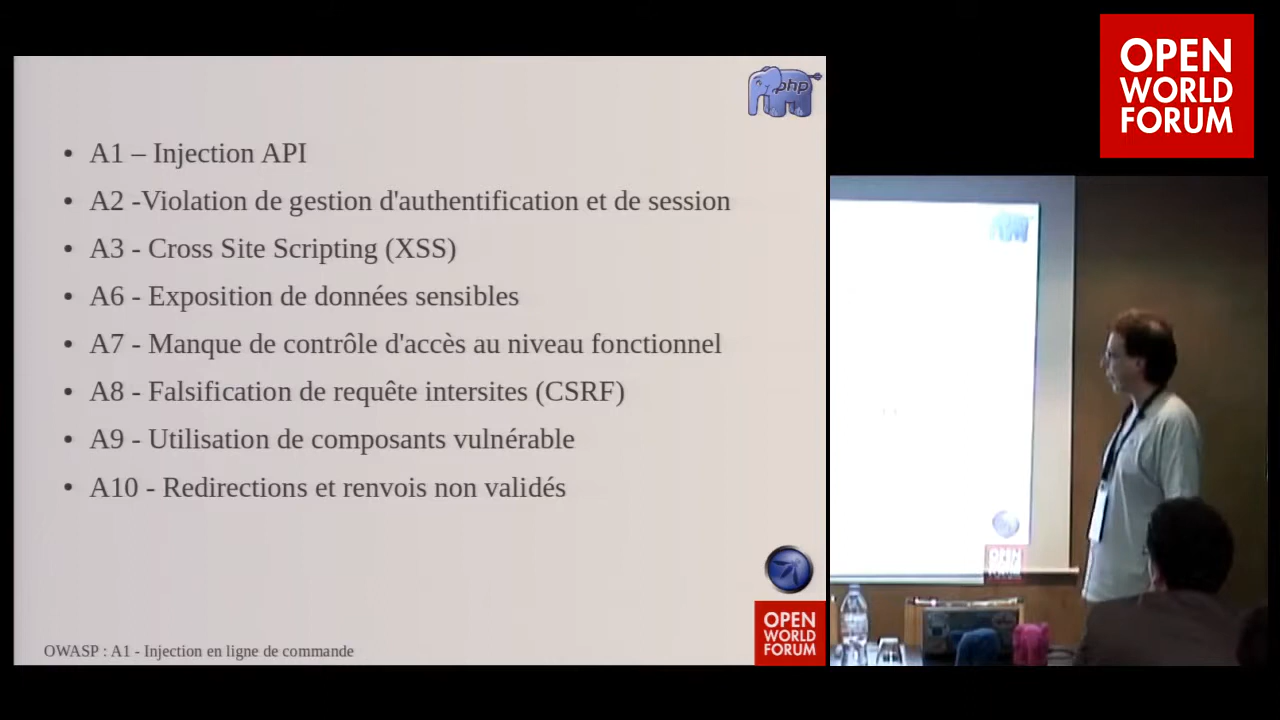 OPEN
WORLD
FORUM
php
• A1 – Injection API
• A2 -Violation de gestion d'authentification et de session
• A3 - Cross Site Scripting (XSS)
• A6 - Exposition de données sensibles
• A7 - Manque de contrôle d'accès au niveau fonctionnel
• A8 - Falsification de requête intersites (CSRF)
• A9 - Utilisation de composants vulnérable
• A10 - Redirections et renvois non validés
OPEN
WORLD
FORUM
OWASP : A1 - Injection en ligne de commande
OPEN
WORLD
FORUM